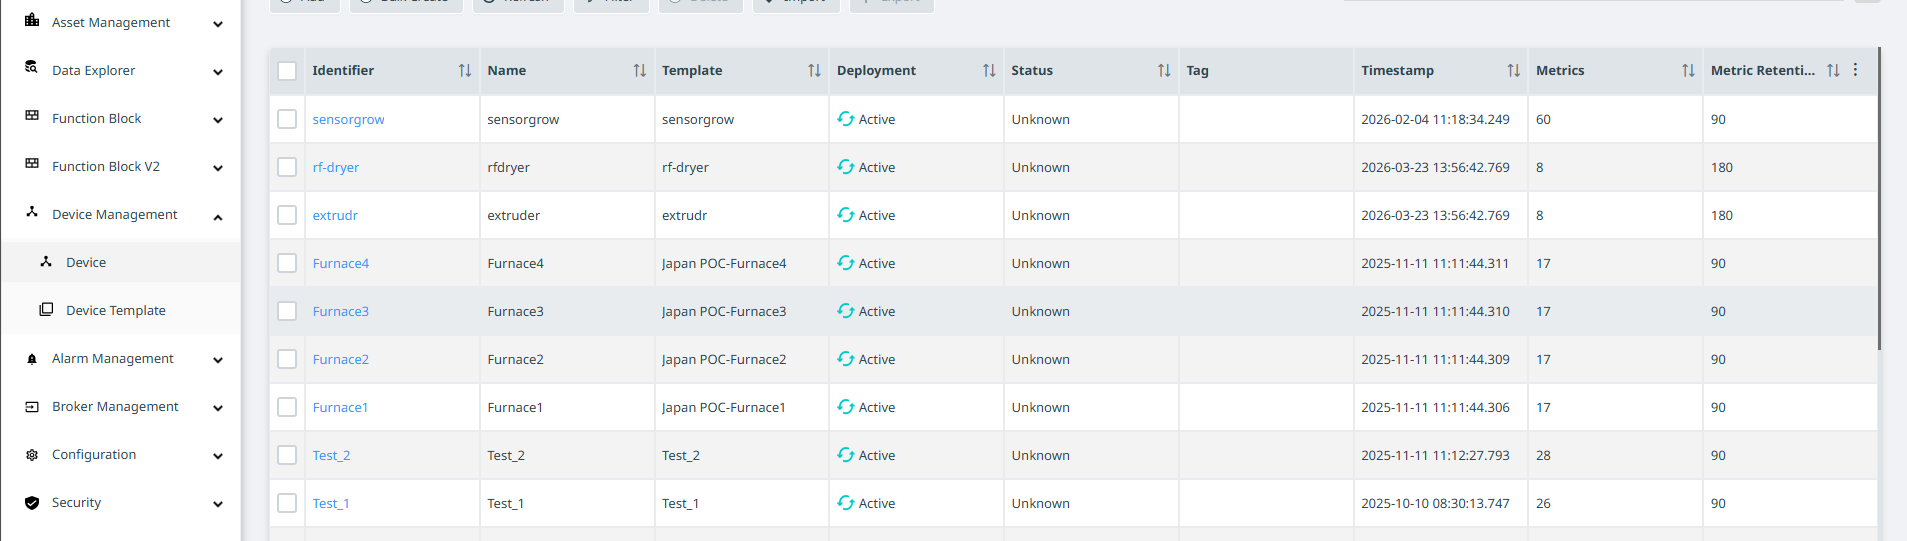 Add Bulk Create Refresh Filter Delete Import Export
Asset Management
Data Explorer
Function Block
Function Block V2
Device Management
Device
Device Template
Alarm Management
Broker Management
Configuration
Security
Identifier Name Template Deployment Status Tag Timestamp Metrics Metric Retenti...
sensorgrow sensorgrow sensorgrow Active Unknown 2026-02-04 11:18:34.249 60 90
rf-dryer rfdryer rf-dryer Active Unknown 2026-03-23 13:56:42.769 8 180
extrudr extruder extrudr Active Unknown 2026-03-23 13:56:42.769 8 180
Furnace4 Furnace4 Japan POC-Furnace4 Active Unknown 2025-11-11 11:11:44.311 17 90
Furnace3 Furnace3 Japan POC-Furnace3 Active Unknown 2025-11-11 11:11:44.310 17 90
Furnace2 Furnace2 Japan POC-Furnace2 Active Unknown 2025-11-11 11:11:44.309 17 90
Furnace1 Furnace1 Japan POC-Furnace1 Active Unknown 2025-11-11 11:11:44.306 17 90
Test_2 Test_2 Test_2 Active Unknown 2025-11-11 11:12:27.793 28 90
Test_1 Test_1 Test_1 Active Unknown 2025-10-10 08:30:13.747 26 90